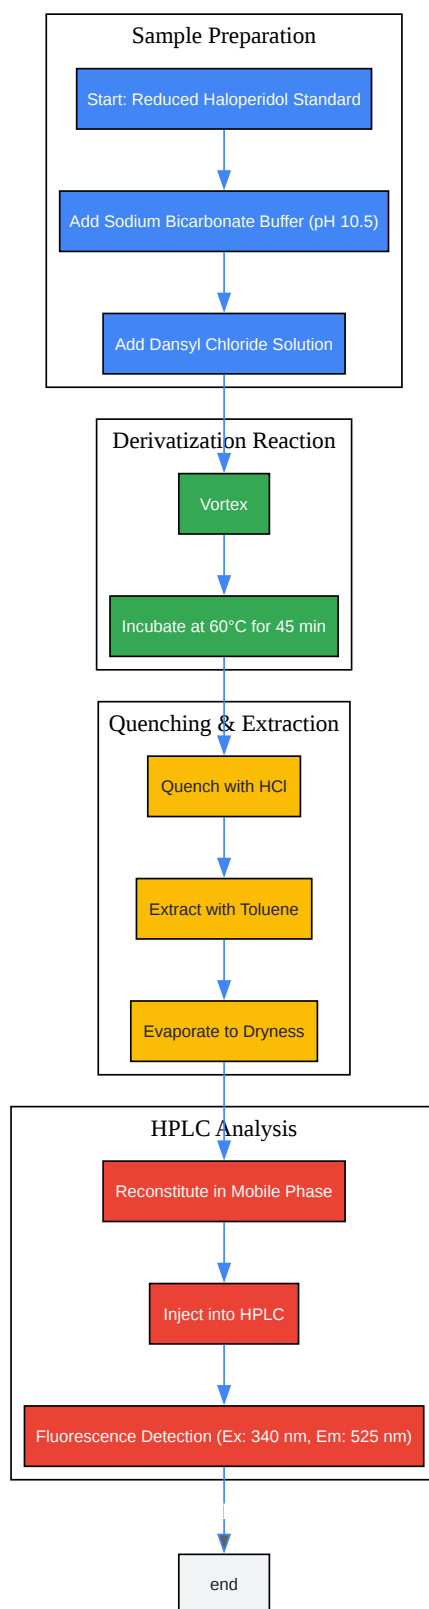 Sample Preparation
Start: Reduced Haloperidol Standard
Add Sodium Bicarbonate Buffer (pH 10.5)
Add Dansyl Chloride Solution
Derivatization Reaction
Vortex
Incubate at 60°C for 45 min
Quenching & Extraction
Quench with HCl
Extract with Toluene
Evaporate to Dryness
HPLC Analysis
Reconstitute in Mobile Phase
Inject into HPLC
Fluorescence Detection (Ex: 340 nm, Em: 525 nm)
end